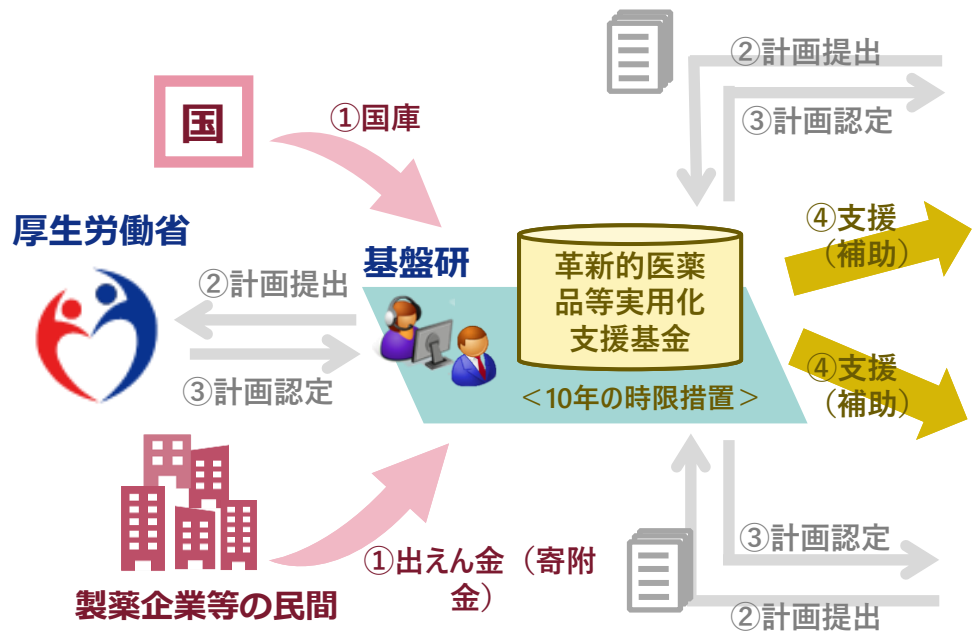 ②計画提出
国
①国庫
③計画認定
厚生労働省
④支援
（補助）
基盤研
革新的医薬
品等実用化
支援基金
②計画提出
③計画認定
＜10年の時限措置＞
④支援
（補助）
③計画認定
①出えん金（寄附
金）
製薬企業等の民間
②計画提出